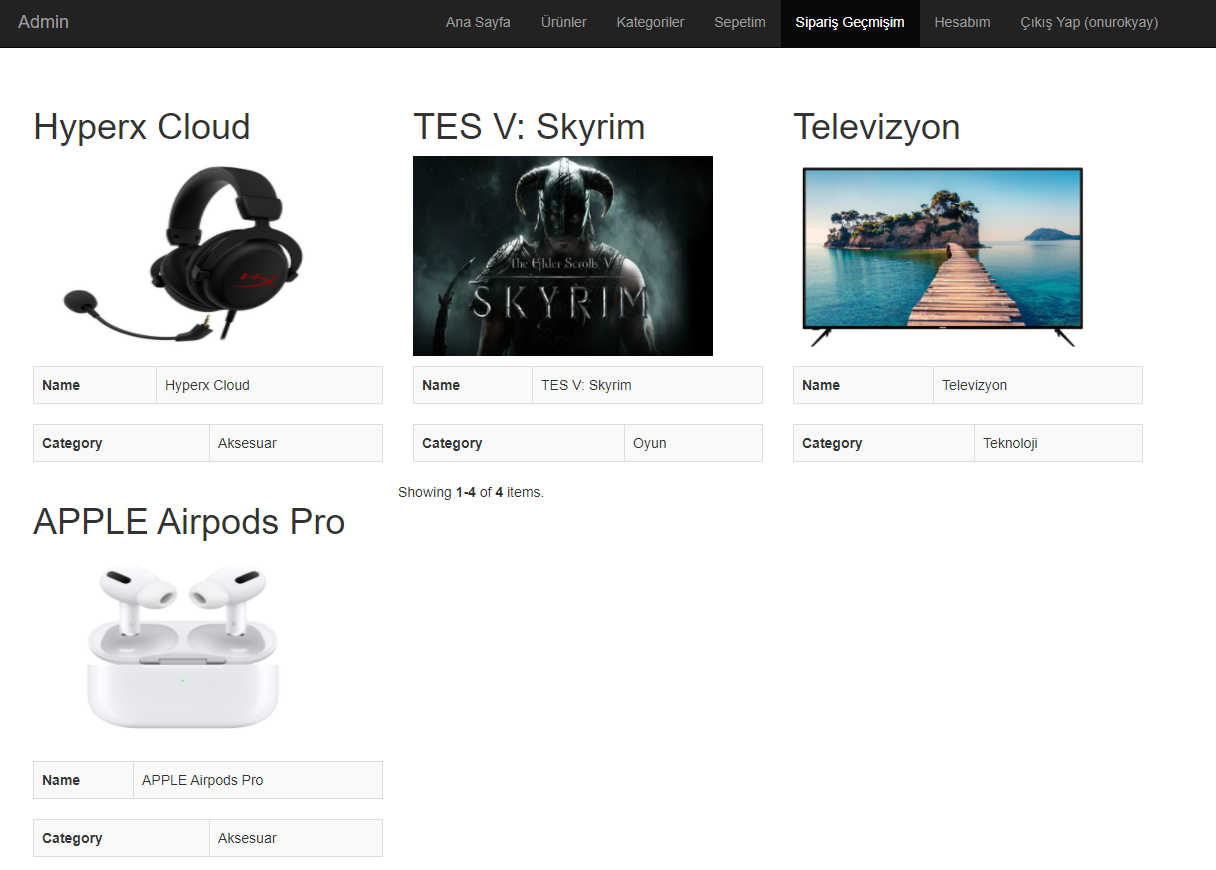 Admin
Ana Sayfa
Ürünler
Kategoriler
Sepetim
Sipariş Geçmişim
Hesabım
Çıkış Yap (onurokyay)
Hyperx Cloud
HX
Name Hyperx Cloud
Category Aksesuar
TES V: Skyrim
The Elder Scrolls V
SKYRIM
Name TES V: Skyrim
Category Oyun
Televizyon
Name Televizyon
Category Teknoloji
Showing 1-4 of 4 items.
APPLE Airpods Pro
Name APPLE Airpods Pro
Category Aksesuar